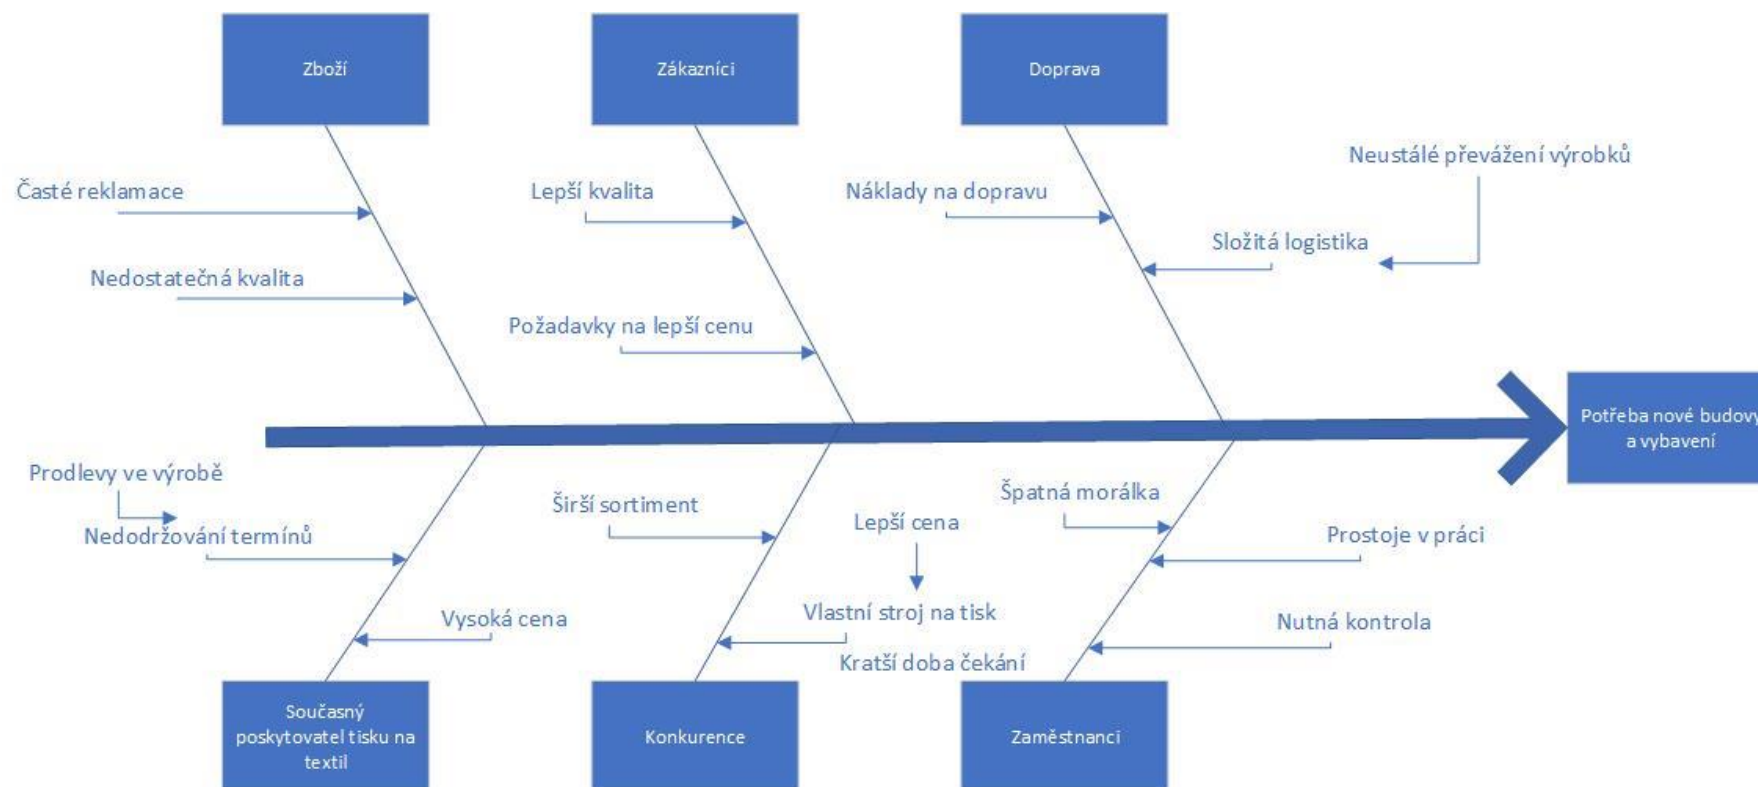 Zboží
Zákazníci
Doprava
Neustálé převážení výrobků
Časté reklamace
Lepší kvalita
Náklady na dopravu
Složitá logistika
Nedostatečná kvalita
Požadavky na lepší cenu
Potřeba nové budovy
a vybavení
Prodlevy ve výrobě
Nedodržování termínů
Širší sortiment
Lepší cena
Špatná morálka
Prostoje v práci
Vysoká cena
Vlastní stroj na tisk
Nutná kontrola
Kratší doba čekání
Současný
poskytovatel tisku na
textil
Konkurence
Zaměstnanci